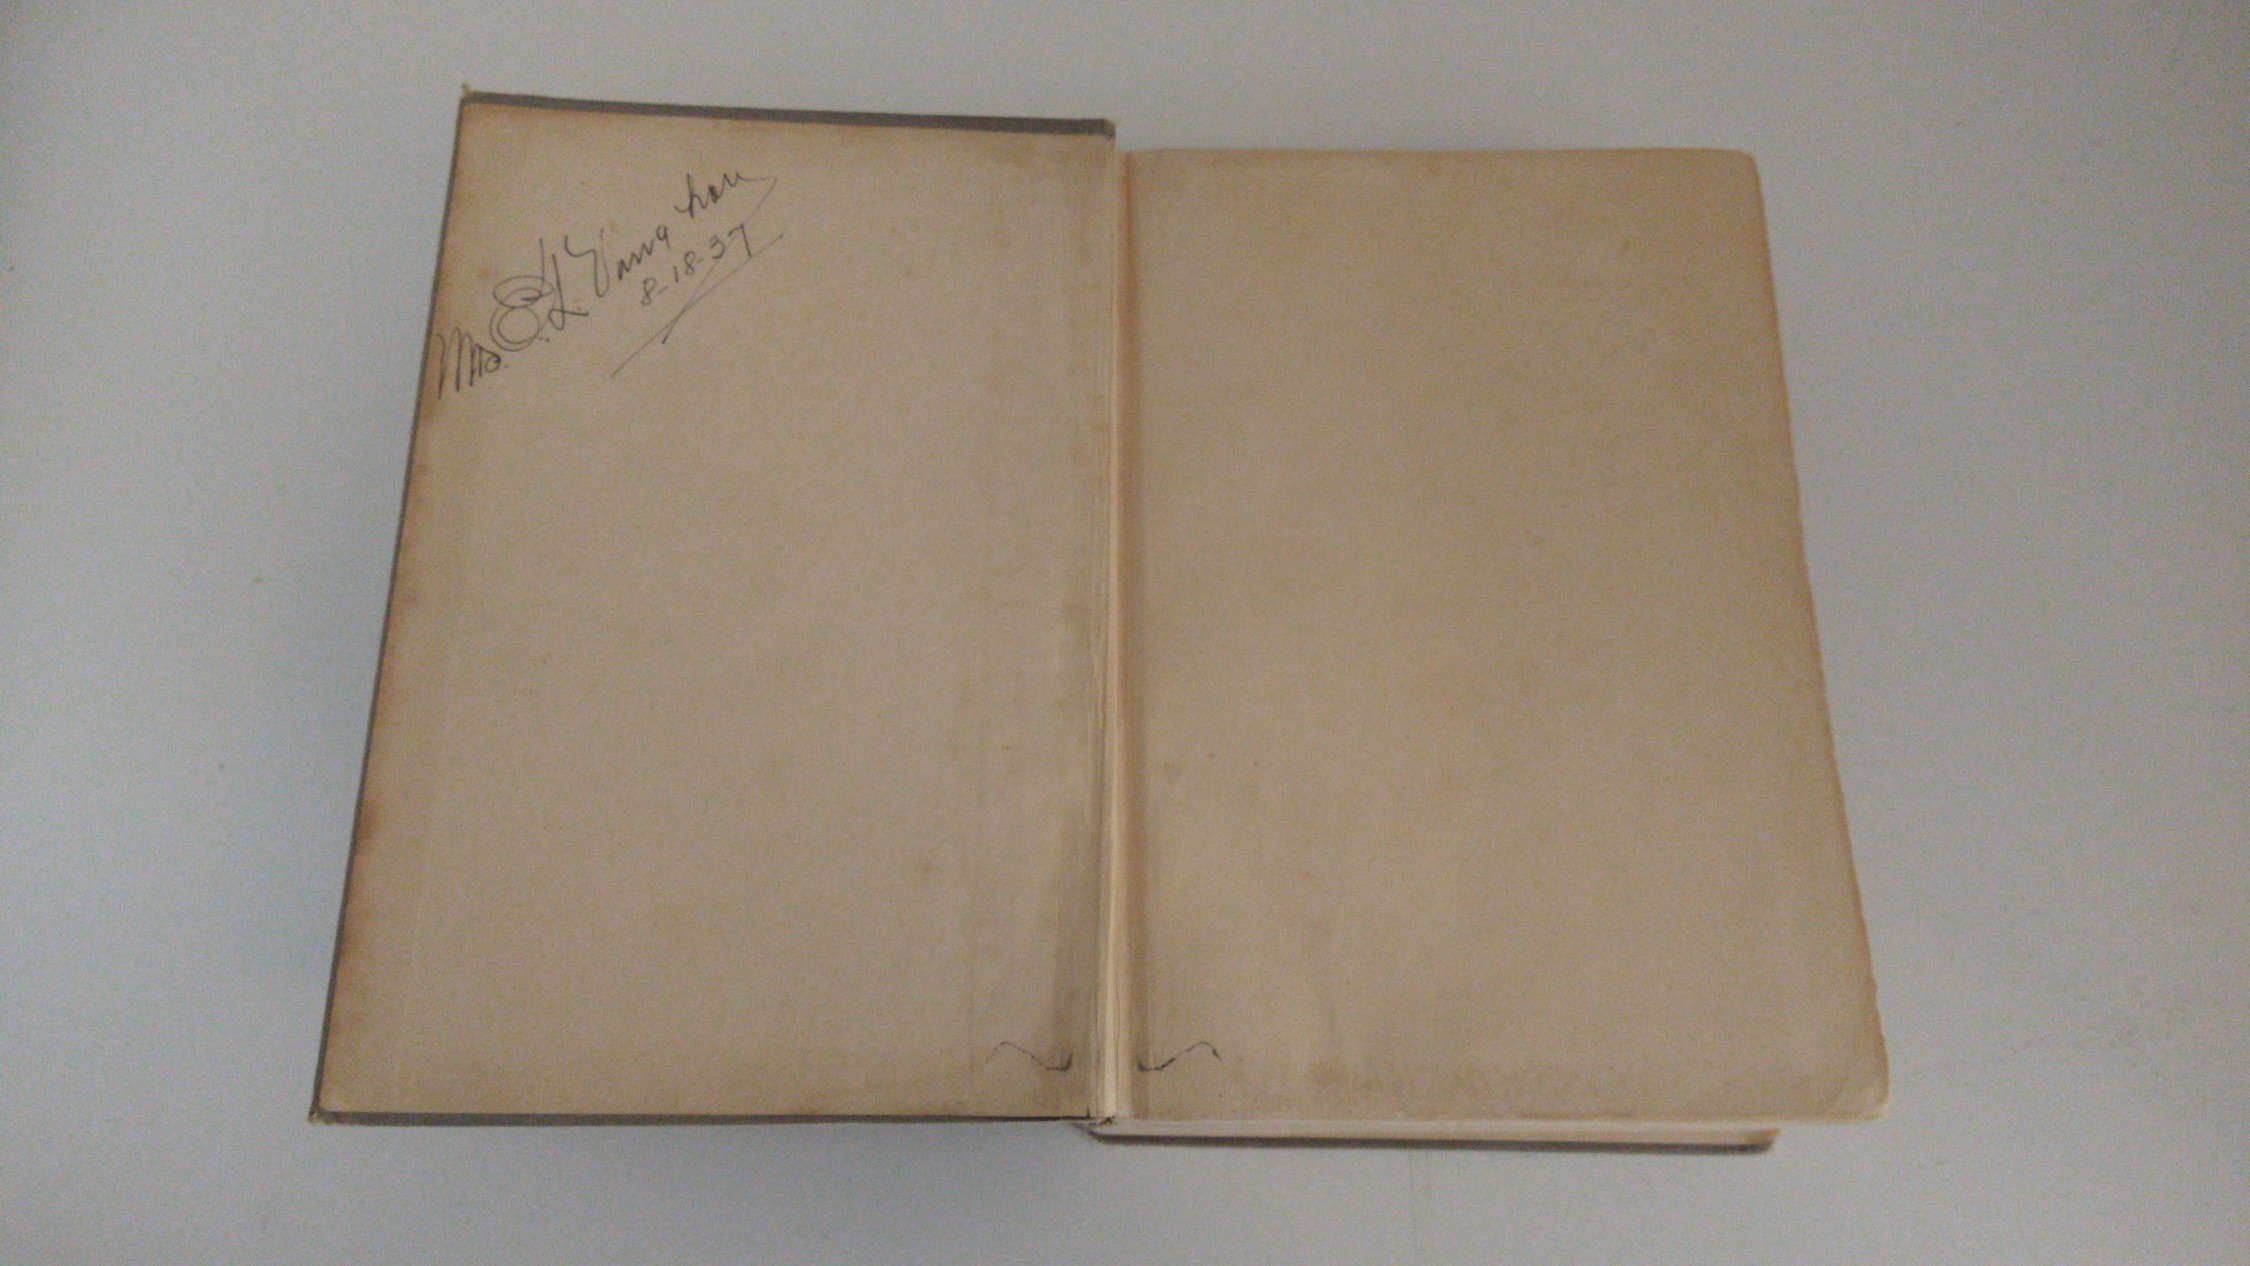 Mrs. E. L. Vaughan
8-18-37